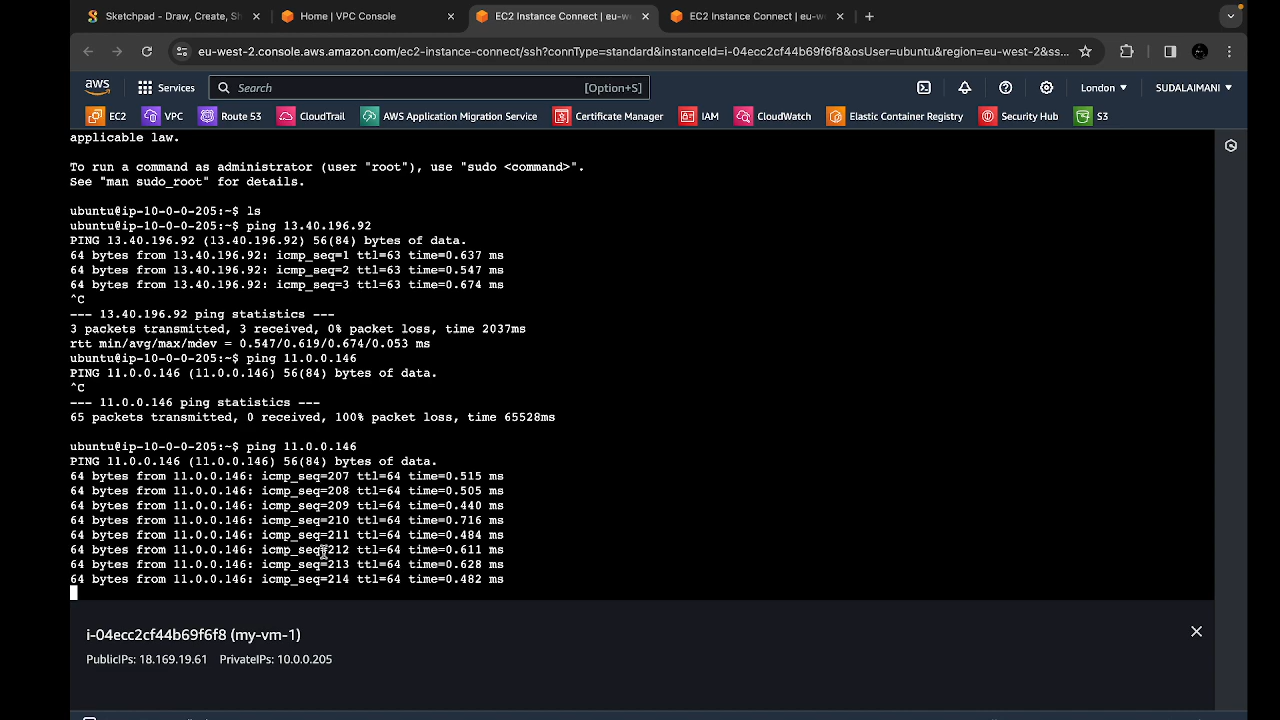 Sketchpad - Draw, Create, Sh
Home | VPC Console
EC2 Instance Connect | eu-w
EC2 Instance Connect | eu-w
eu-west-2.console.aws.amazon.com/ec2-instance-connect/ssh?connType=standard&instanceId=i-04ecc2cf44b69f6f8&osUser=ubuntu&region=eu-west-2&ss...
aws Services Search [Option+S] London SUDALAIMANI
EC2 VPC Route 53 CloudTrail AWS Application Migration Service Certificate Manager IAM CloudWatch Elastic Container Registry Security Hub S3
applicable law.
To run a command as administrator (user "root"), use "sudo <command>".
See "man sudo_root" for details.
ubuntu@ip-10-0-0-205:~$ ls
ubuntu@ip-10-0-0-205:~$ ping 13.40.196.92
PING 13.40.196.92 (13.40.196.92) 56(84) bytes of data.
64 bytes from 13.40.196.92: icmp_seq=1 ttl=63 time=0.637 ms
64 bytes from 13.40.196.92: icmp_seq=2 ttl=63 time=0.547 ms
64 bytes from 13.40.196.92: icmp_seq=3 ttl=63 time=0.674 ms
^C
--- 13.40.196.92 ping statistics ---
3 packets transmitted, 3 received, 0% packet loss, time 2037ms
rtt min/avg/max/mdev = 0.547/0.619/0.674/0.053 ms
ubuntu@ip-10-0-0-205:~$ ping 11.0.0.146
PING 11.0.0.146 (11.0.0.146) 56(84) bytes of data.
^C
--- 11.0.0.146 ping statistics ---
65 packets transmitted, 0 received, 100% packet loss, time 65528ms
ubuntu@ip-10-0-0-205:~$ ping 11.0.0.146
PING 11.0.0.146 (11.0.0.146) 56(84) bytes of data.
64 bytes from 11.0.0.146: icmp_seq=207 ttl=64 time=0.515 ms
64 bytes from 11.0.0.146: icmp_seq=208 ttl=64 time=0.505 ms
64 bytes from 11.0.0.146: icmp_seq=209 ttl=64 time=0.440 ms
64 bytes from 11.0.0.146: icmp_seq=210 ttl=64 time=0.716 ms
64 bytes from 11.0.0.146: icmp_seq=211 ttl=64 time=0.484 ms
64 bytes from 11.0.0.146: icmp_seq=212 ttl=64 time=0.611 ms
64 bytes from 11.0.0.146: icmp_seq=213 ttl=64 time=0.628 ms
64 bytes from 11.0.0.146: icmp_seq=214 ttl=64 time=0.482 ms
i-04ecc2cf44b69f6f8 (my-vm-1)
PublicIPs: 18.169.19.61 PrivateIPs: 10.0.0.205